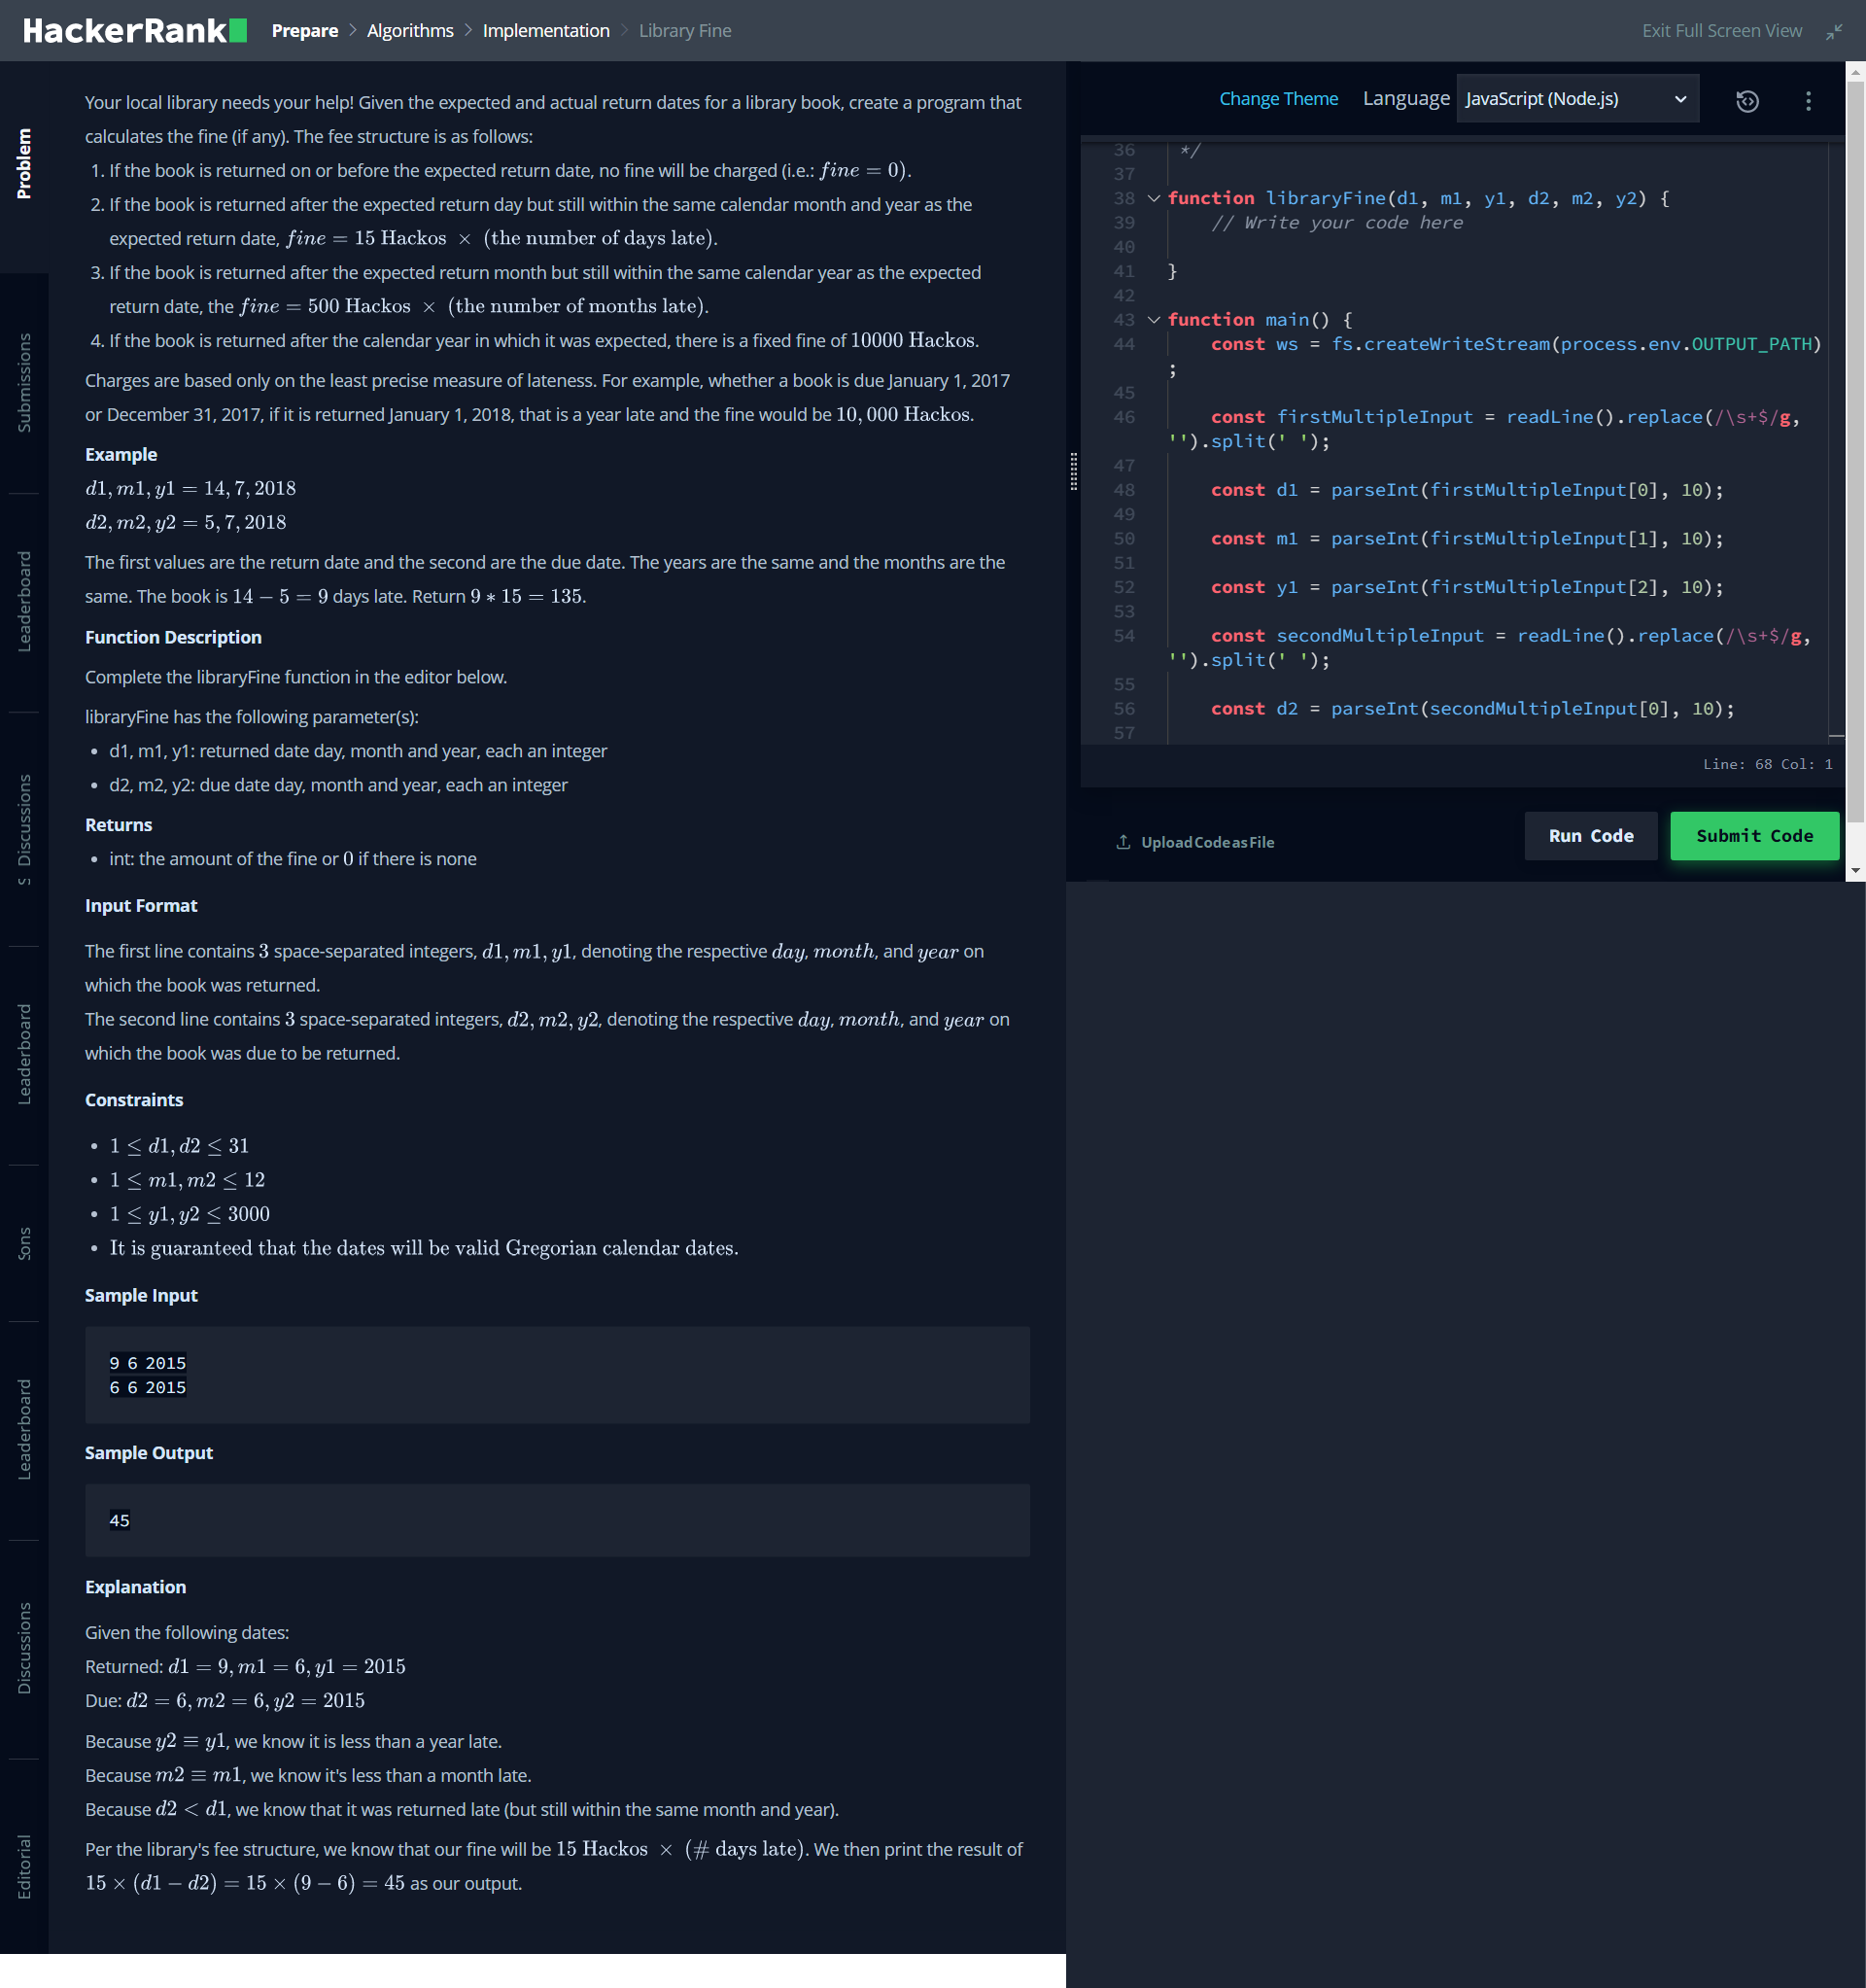 HackerRank Prepare > Algorithms > Implementation > Library Fine Exit Full Screen View
Problem
Submissions
Leaderboard
Discussions
s
Leaderboard
Sons
Leaderboard
Discussions
Editorial
Your local library needs your help! Given the expected and actual return dates for a library book, create a program that
calculates the fine (if any). The fee structure is as follows:
1. If the book is returned on or before the expected return date, no fine will be charged (i.e.: fine = 0).
2. If the book is returned after the expected return day but still within the same calendar month and year as the
expected return date, fine = 15 Hackos × (the number of days late).
3. If the book is returned after the expected return month but still within the same calendar year as the expected
return date, the fine = 500 Hackos × (the number of months late).
4. If the book is returned after the calendar year in which it was expected, there is a fixed fine of 10000 Hackos.
Charges are based only on the least precise measure of lateness. For example, whether a book is due January 1, 2017
or December 31, 2017, if it is returned January 1, 2018, that is a year late and the fine would be 10,000 Hackos.
Example
d1, m1, y1 = 14, 7, 2018
d2, m2, y2 = 5, 7, 2018
The first values are the return date and the second are the due date. The years are the same and the months are the
same. The book is 14 − 5 = 9 days late. Return 9 * 15 = 135.
Function Description
Complete the libraryFine function in the editor below.
libraryFine has the following parameter(s):
• d1, m1, y1: returned date day, month and year, each an integer
• d2, m2, y2: due date day, month and year, each an integer
Returns
• int: the amount of the fine or 0 if there is none
Input Format
The first line contains 3 space-separated integers, d1, m1, y1, denoting the respective day, month, and year on
which the book was returned.
The second line contains 3 space-separated integers, d2, m2, y2, denoting the respective day, month, and year on
which the book was due to be returned.
Constraints
• 1 ≤ d1, d2 ≤ 31
• 1 ≤ m1, m2 ≤ 12
• 1 ≤ y1, y2 ≤ 3000
• It is guaranteed that the dates will be valid Gregorian calendar dates.
Sample Input
9 6 2015
6 6 2015
Sample Output
45
Explanation
Given the following dates:
Returned: d1 = 9, m1 = 6, y1 = 2015
Due: d2 = 6, m2 = 6, y2 = 2015
Because y2 ≡ y1, we know it is less than a year late.
Because m2 ≡ m1, we know it's less than a month late.
Because d2 < d1, we know that it was returned late (but still within the same month and year).
Per the library's fee structure, we know that our fine will be 15 Hackos × (# days late). We then print the result of
15 × (d1 − d2) = 15 × (9 − 6) = 45 as our output.
Change Theme Language JavaScript (Node.js)
36 */
37
38 function libraryFine(d1, m1, y1, d2, m2, y2) {
39 // Write your code here
40
41 }
42
43 function main() {
44 const ws = fs.createWriteStream(process.env.OUTPUT_PATH)
;
45
46 const firstMultipleInput = readLine().replace(/\s+$/g,
'').split(' ');
47
48 const d1 = parseInt(firstMultipleInput[0], 10);
49
50 const m1 = parseInt(firstMultipleInput[1], 10);
51
52 const y1 = parseInt(firstMultipleInput[2], 10);
53
54 const secondMultipleInput = readLine().replace(/\s+$/g,
'').split(' ');
55
56 const d2 = parseInt(secondMultipleInput[0], 10);
57
Line: 68 Col: 1
Upload Code as File Run Code Submit Code